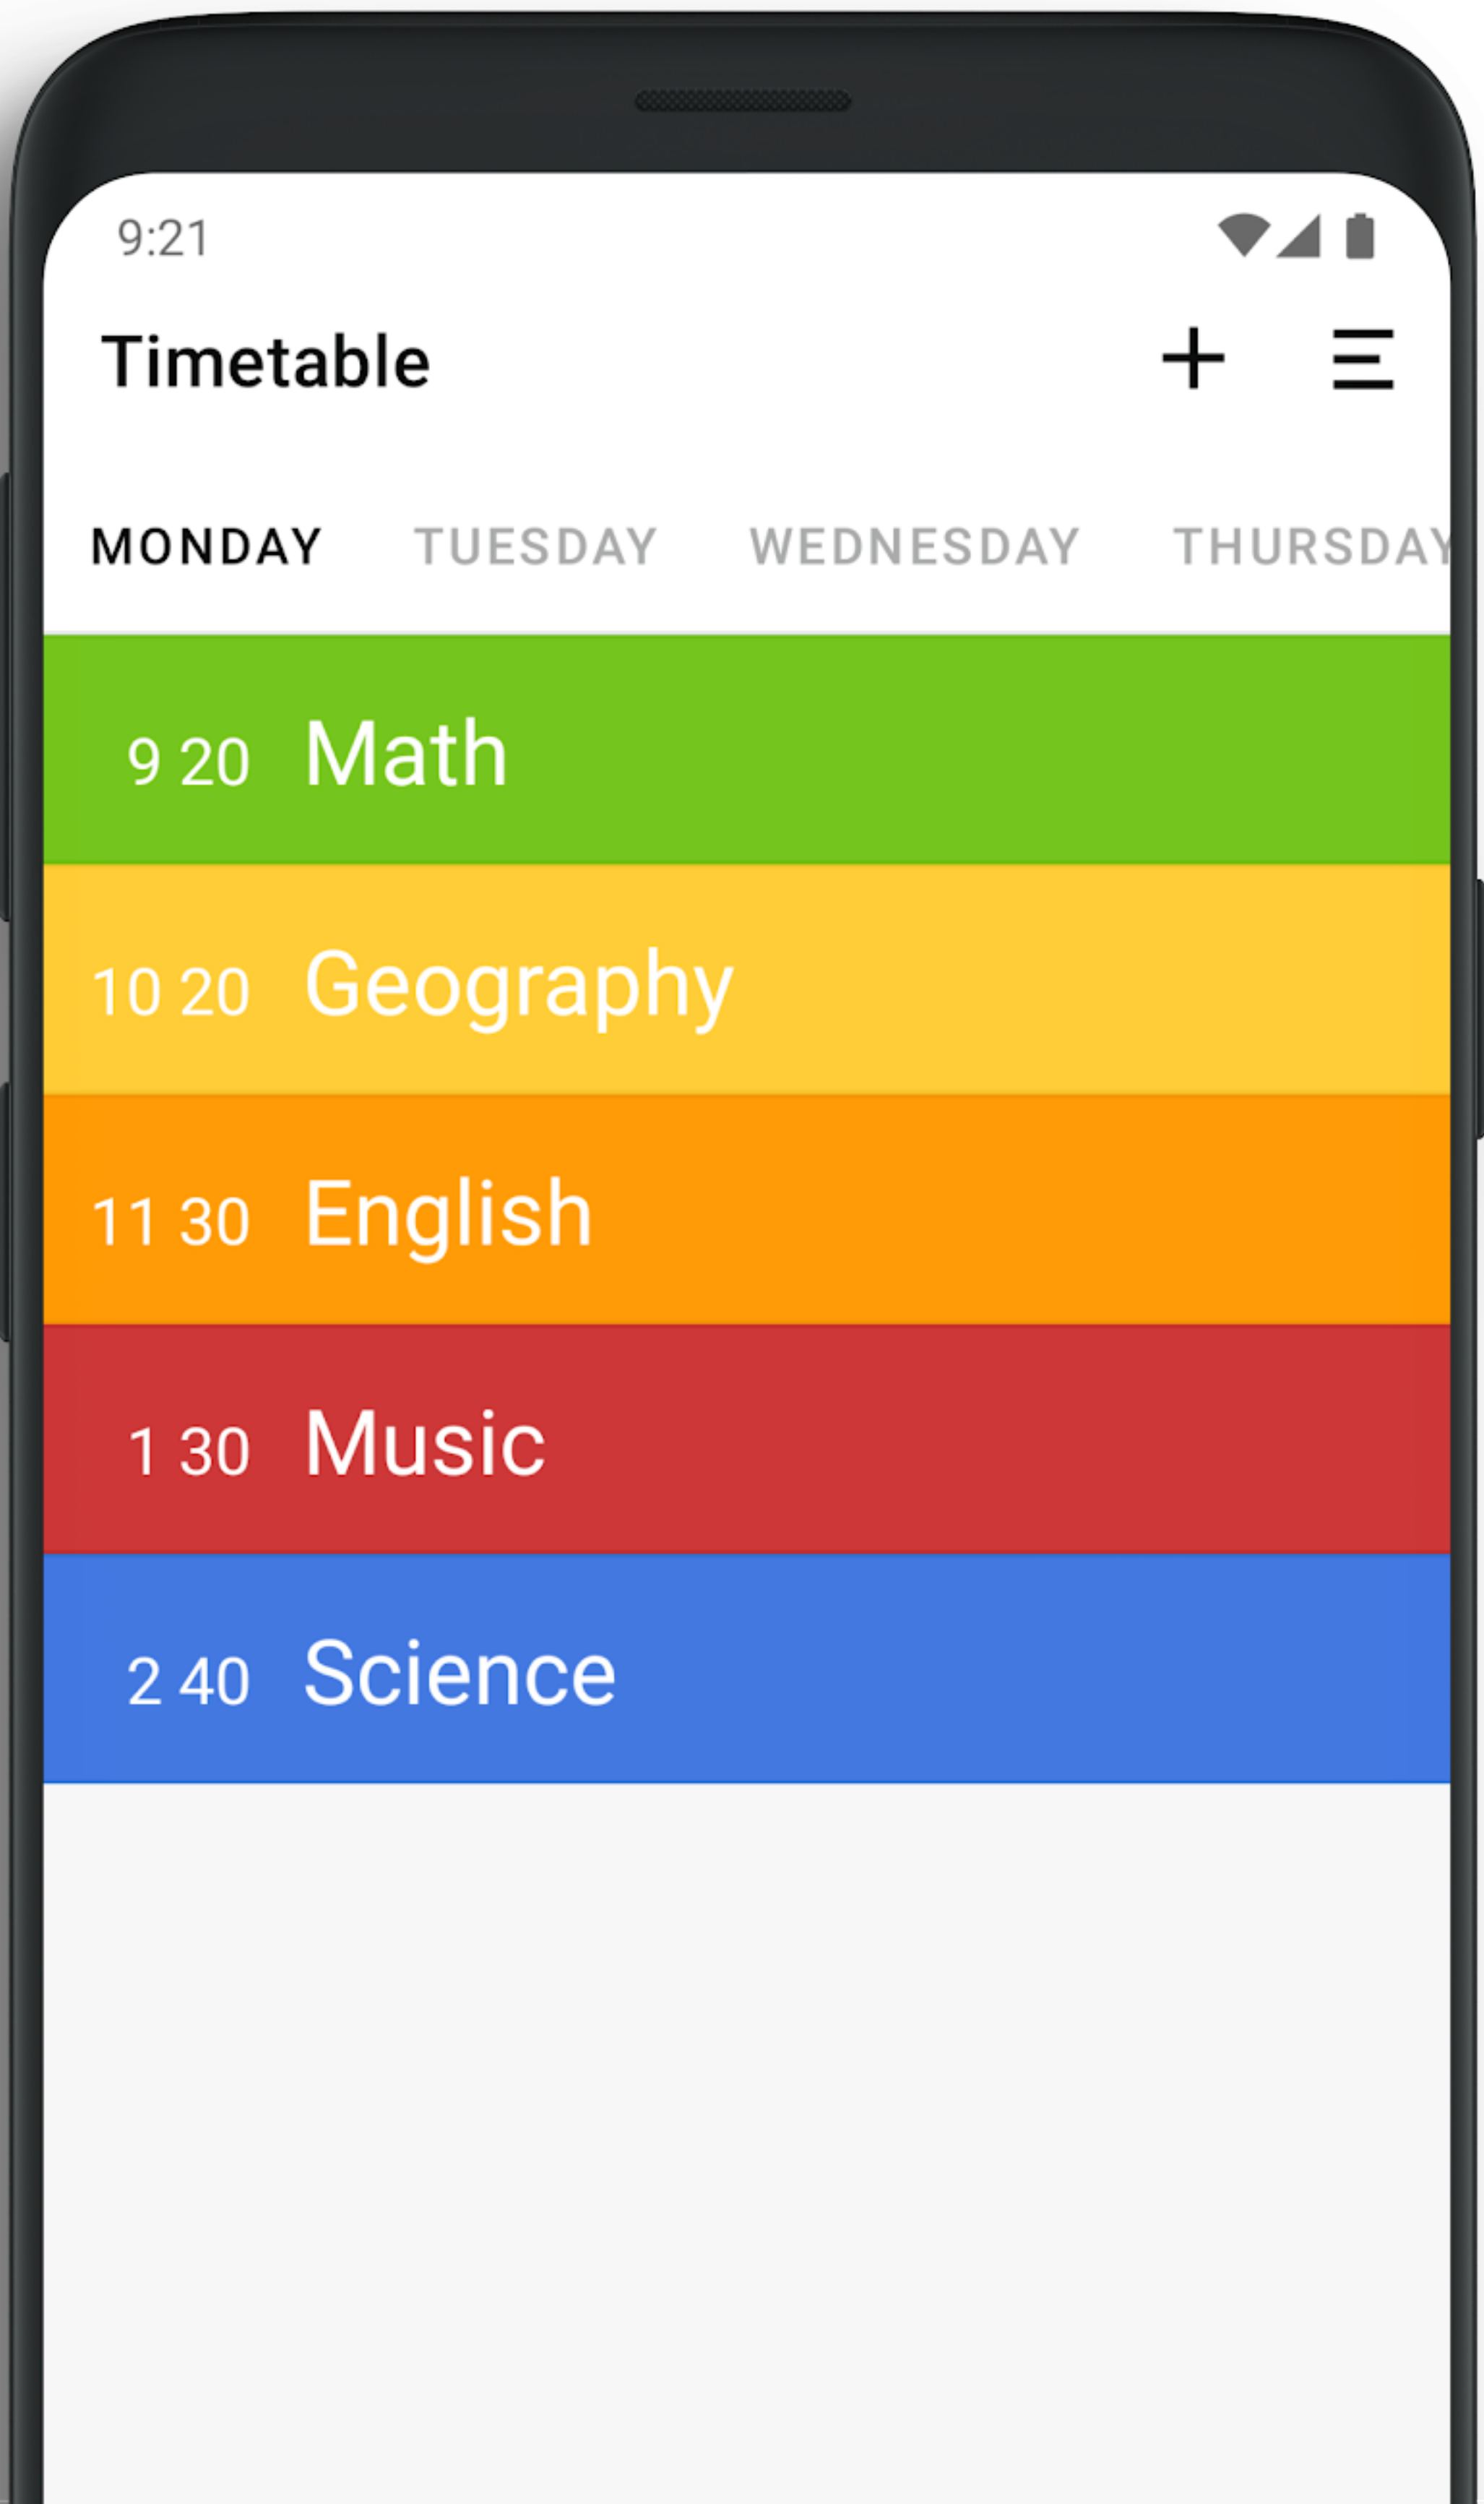 9:21
Timetable
MONDAY TUESDAY WEDNESDAY THURSDAY
9 20 Math
10 20 Geography
11 30 English
1 30 Music
2 40 Science